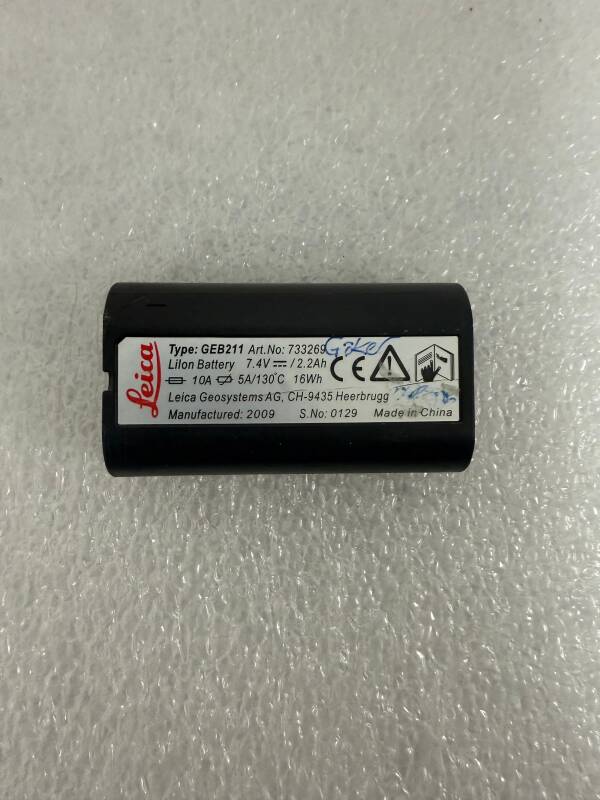 Leica
Type: GEB211 Art.No: 733269
LiIon Battery 7.4V⎓ / 2.2Ah
10A 5A/130°C 16Wh
Leica Geosystems AG, CH-9435 Heerbrugg
Manufactured: 2009 S.No: 0129 Made in China
CE